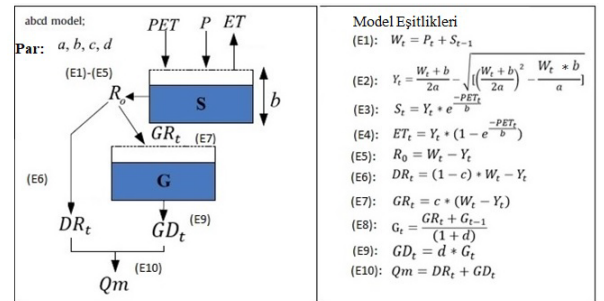 abcd model;
PET P ET
Par: a, b, c, d
(E1)-(E5)
R₀
S
b
GRₜ (E7)
(E6)
G
DRₜ
GDₜ (E9)
(E10)
Qm
Model Eşitlikleri
(E1): Wₜ = Pₜ + Sₜ₋₁
(E2): Yₜ = (Wₜ + b)/2a − √[((Wₜ + b)/2a)² − (Wₜ * b)/a]
(E3): Sₜ = Yₜ * e^(−PETₜ/b)
(E4): ETₜ = Yₜ * (1 − e^(−PETₜ/b))
(E5): R₀ = Wₜ − Yₜ
(E6): DRₜ = (1 − c) * Wₜ − Yₜ
(E7): GRₜ = c * (Wₜ − Yₜ)
(E8): Gₜ = (GRₜ + Gₜ₋₁)/(1 + d)
(E9): GDₜ = d * Gₜ
(E10): Qm = DRₜ + GDₜ